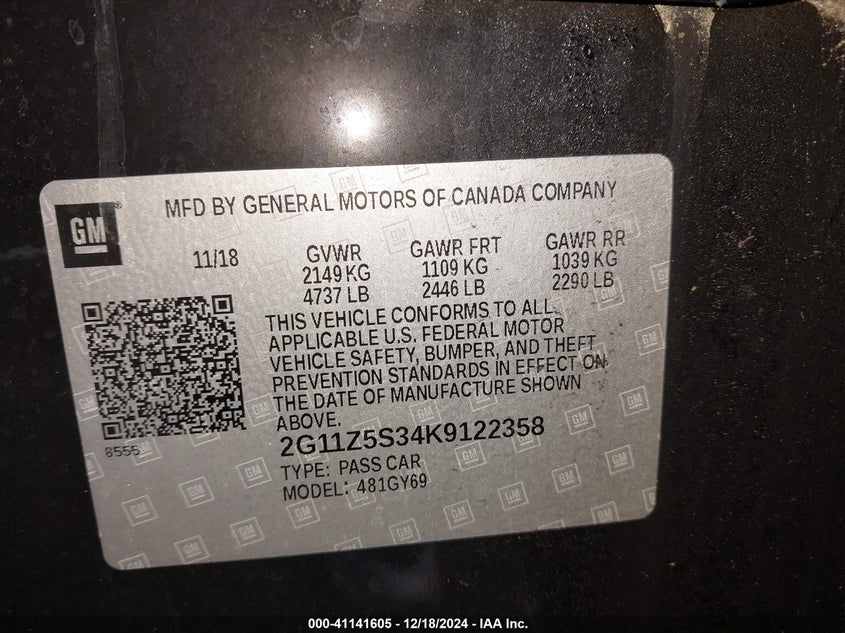 MFD BY GENERAL MOTORS OF CANADA COMPANY
GM
11/18
GVWR
2149 KG
4737 LB
GAWR FRT
1109 KG
2446 LB
GAWR RR
1039 KG
2290 LB
THIS VEHICLE CONFORMS TO ALL
APPLICABLE U.S. FEDERAL MOTOR
VEHICLE SAFETY, BUMPER, AND THEFT
PREVENTION STANDARDS IN EFFECT ON
THE DATE OF MANUFACTURE SHOWN
ABOVE.
8555
2G11Z5S34K9122358
TYPE: PASS CAR
MODEL: 481GY69
000-41141605 - 12/18/2024 - IAA Inc.